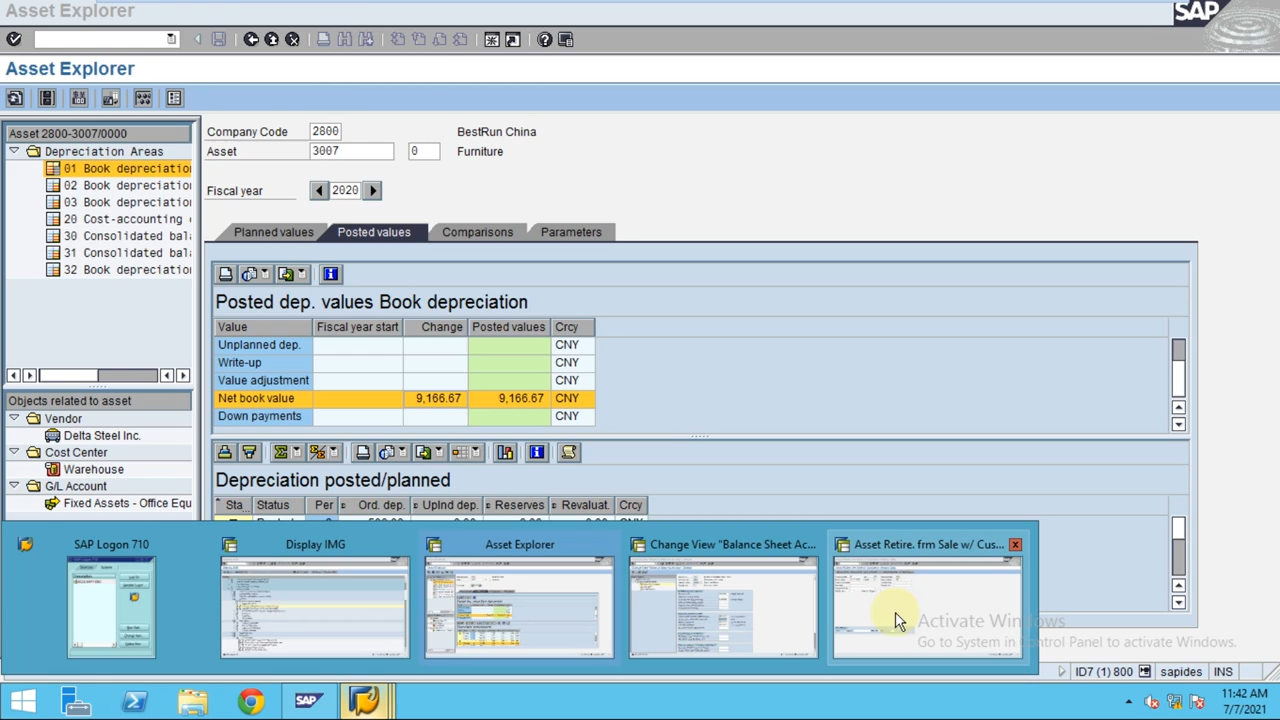 Asset Explorer
SAP
Asset Explorer
Asset 2800-3007/0000
Depreciation Areas
01 Book depreciatio
02 Book depreciatio
03 Book depreciatio
20 Cost-accounting
30 Consolidated bal
31 Consolidated bal
32 Book depreciatio
Objects related to asset
Vendor
Delta Steel Inc.
Cost Center
Warehouse
G/L Account
Fixed Assets - Office Equ
Company Code 2800 BestRun China
Asset 3007 0 Furniture
Fiscal year 2020
Planned values Posted values Comparisons Parameters
Posted dep. values Book depreciation
Value Fiscal year start Change Posted values Crcy
Unplanned dep. CNY
Write-up CNY
Value adjustment CNY
Net book value 9,166.67 9,166.67 CNY
Down payments CNY
Depreciation posted/planned
Sta... Status Per Ord. dep. Uplnd dep. Reserves Revaluat. Crcy
SAP Logon 710
Display IMG
Asset Explorer
Change View "Balance Sheet Ac...
Asset Retire. frm Sale w/ Cus...
Activate Windows
Go to System in Control Panel to activate Windows.
ID7 (1) 800 sapides INS
SAP
11:42 AM
7/7/2021